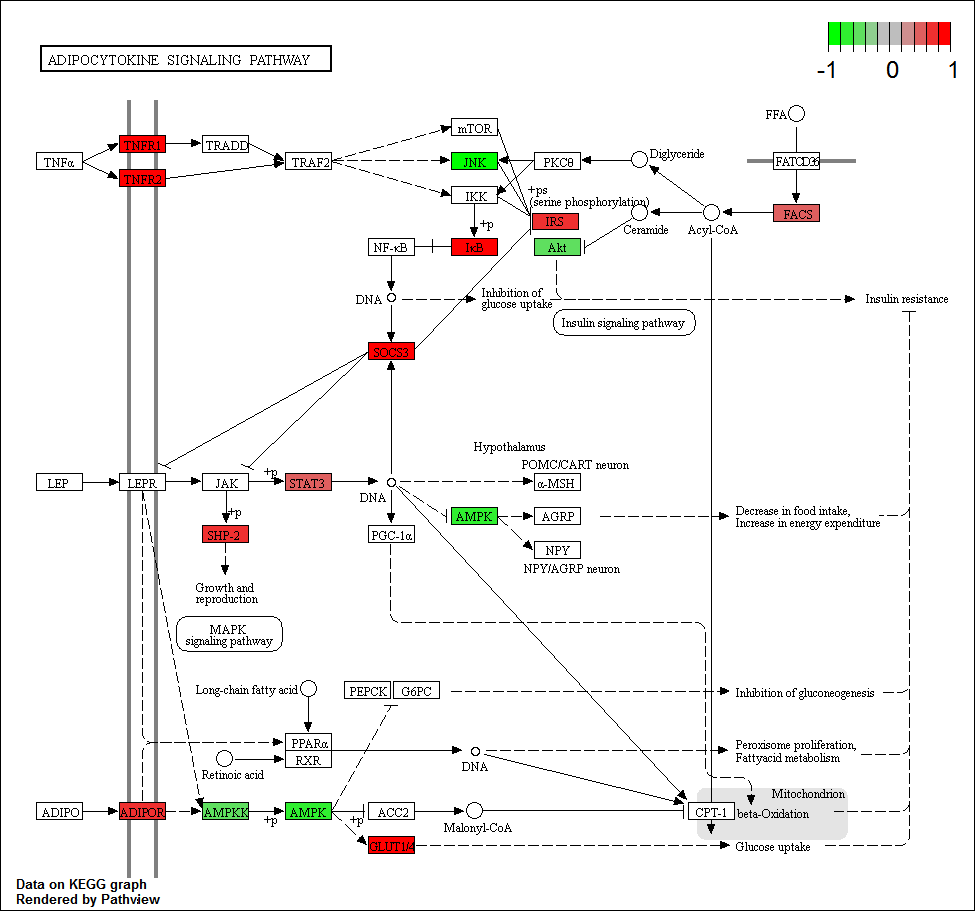 ADIPOCYTOKINE SIGNALING PATHWAY
-1 0 1
FFA
TNFR1
TRADD
mTOR
TNFα
TRAF2
JNK
PKCθ
Diglyceride
FATCD36
TNFR2
IKK
+ps
(serine phosphorylation)
+p
IRS
FACS
Ceramide
Acyl-CoA
NF-κB
IκB
Akt
DNA
Inhibition of
glucose uptake
Insulin resistance
Insulin signaling pathway
SOCS3
Hypothalamus
POMC/CART neuron
LEP
LEPR
JAK
+p
STAT3
DNA
α-MSH
+p
AMPK
AGRP
Decrease in food intake,
Increase in energy expenditure
SHP-2
PGC-1α
NPY
NPY/AGRP neuron
Growth and
reproduction
MAPK
signaling pathway
Long-chain fatty acid
PEPCK
G6PC
Inhibition of gluconeogenesis
PPARα
RXR
Retinoic acid
DNA
Peroxisome proliferation,
Fattyacid metabolism
Mitochondrion
ADIPO
ADIPOR
AMPKK
+p
AMPK
+p
ACC2
Malonyl-CoA
CPT-1
beta-Oxidation
GLUT1/4
Glucose uptake
Data on KEGG graph
Rendered by Pathview